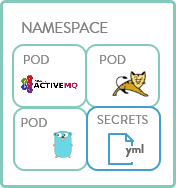 NAMESPACE
POD
POD
ACTIVEMQ
POD
SECRETS
yml